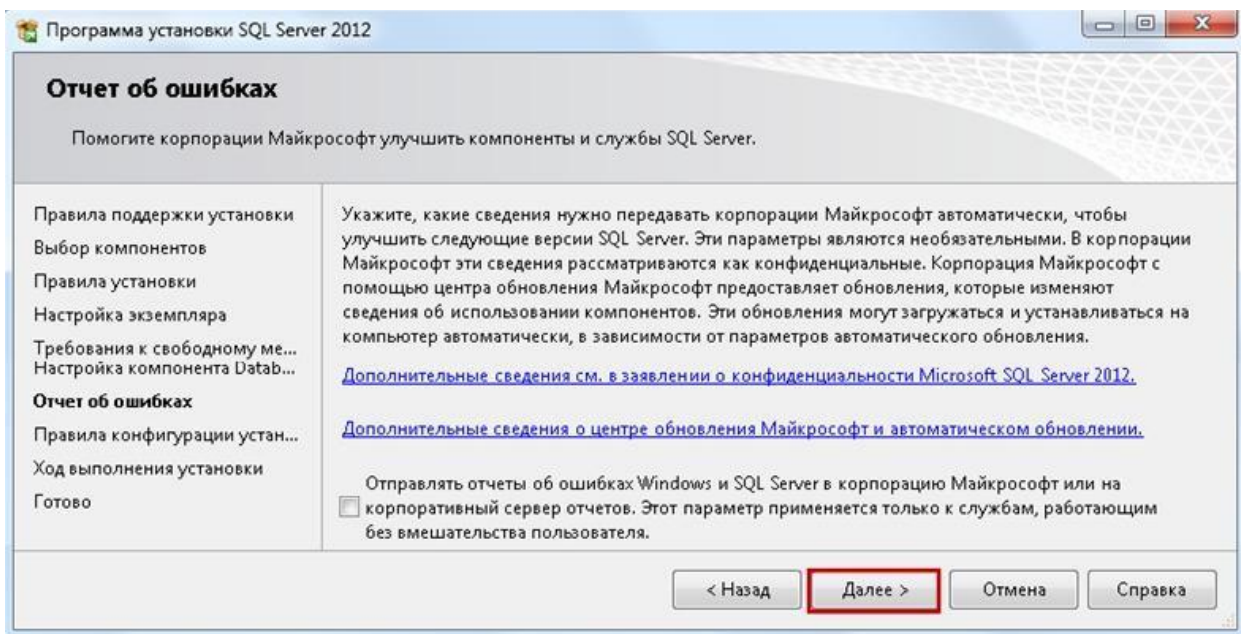 Программа установки SQL Server 2012
Отчет об ошибках
Помогите корпорации Майкрософт улучшить компоненты и службы SQL Server.
Правила поддержки установки
Выбор компонентов
Правила установки
Настройка экземпляра
Требования к свободному ме...
Настройка компонента Datab...
Отчет об ошибках
Правила конфигурации устан...
Ход выполнения установки
Готово
Укажите, какие сведения нужно передавать корпорации Майкрософт автоматически, чтобы
улучшить следующие версии SQL Server. Эти параметры являются необязательными. В корпорации
Майкрософт эти сведения рассматриваются как конфиденциальные. Корпорация Майкрософт с
помощью центра обновления Майкрософт предоставляет обновления, которые изменяют
сведения об использовании компонентов. Эти обновления могут загружаться и устанавливаться на
компьютер автоматически, в зависимости от параметров автоматического обновления.
Дополнительные сведения см. в заявлении о конфиденциальности Microsoft SQL Server 2012.
Дополнительные сведения о центре обновления Майкрософт и автоматическом обновлении.
Отправлять отчеты об ошибках Windows и SQL Server в корпорацию Майкрософт или на
корпоративный сервер отчетов. Этот параметр применяется только к службам, работающим
без вмешательства пользователя.
< Назад
Далее >
Отмена
Справка